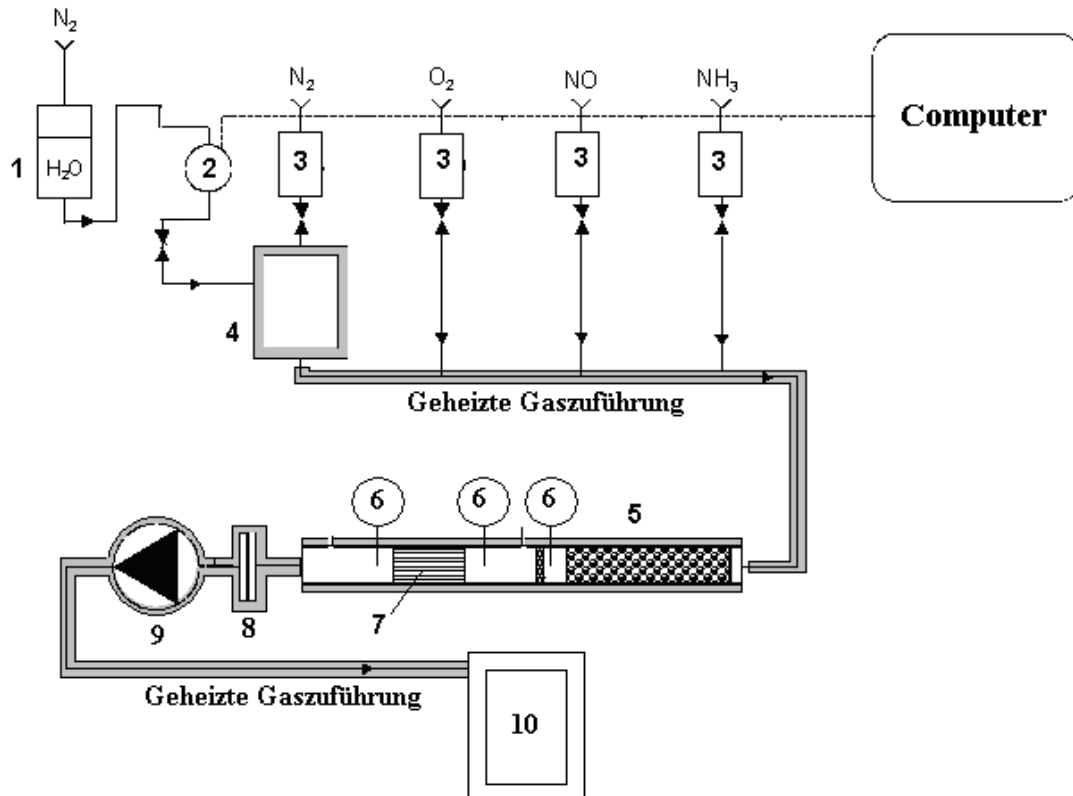 N₂
N₂
O₂
NO
NH₃
Computer
1
H₂O
2
3
3
3
3
4
Geheizte Gaszuführung
6
6
6
5
7
8
9
Geheizte Gaszuführung
10